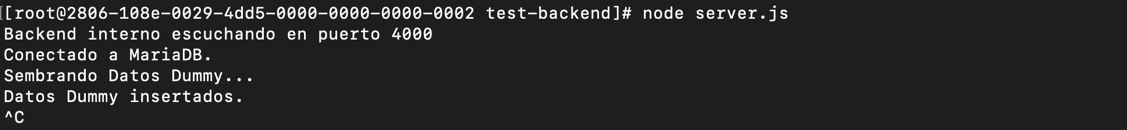 [[root@2806-108e-0029-4dd5-0000-0000-0000-0002 test-backend]# node server.js
Backend interno escuchando en puerto 4000
Conectado a MariaDB.
Sembrando Datos Dummy...
Datos Dummy insertados.
^C